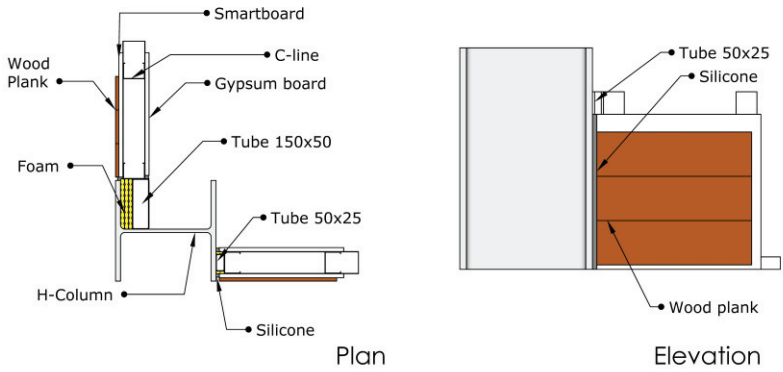 Smartboard
C-line
Wood
Plank
Gypsum board
Tube 150x50
Foam
Tube 50x25
H-Column
Silicone
Plan
Tube 50x25
Silicone
Wood plank
Elevation